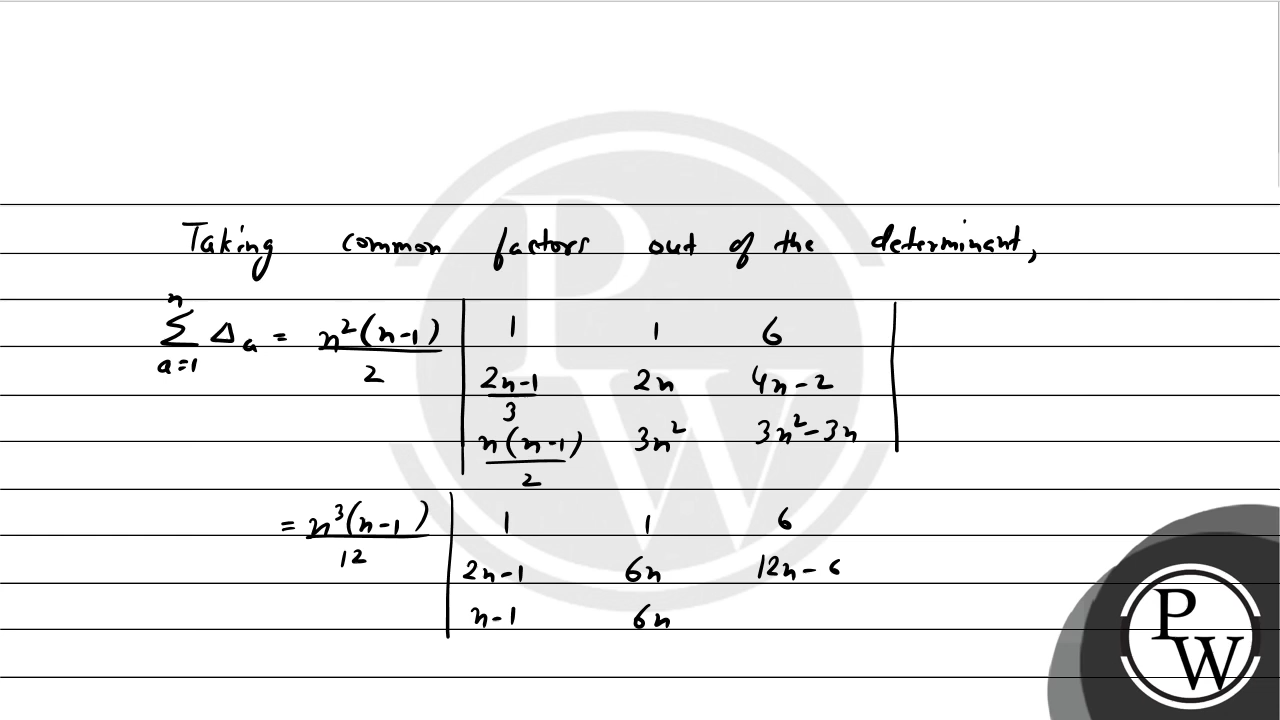 Taking common factors out of the determinant,
n
∑ Δa = n²(n-1) | 1 1 6 |
a=1 2 2n-1 2n 4n-2
3
n(n-1) 3n² 3n²-3n
2
= n³(n-1) | 1 1 6
12 2n-1 6n 12n-6
n-1 6n
P
W